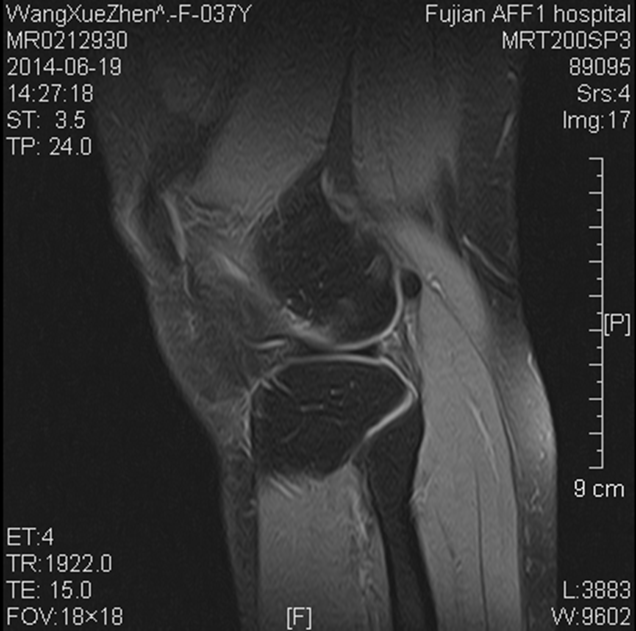 WangXueZhen^.-F-037Y
MR0212930
2014-06-19
14:27:18
ST: 3.5
TP: 24.0
Fujian AFF1 hospital
MRT200SP3
89095
Srs:4
Img:17
[P]
9 cm
ET:4
TR:1922.0
TE: 15.0
FOV:18×18
[F]
L:3883
W:9602